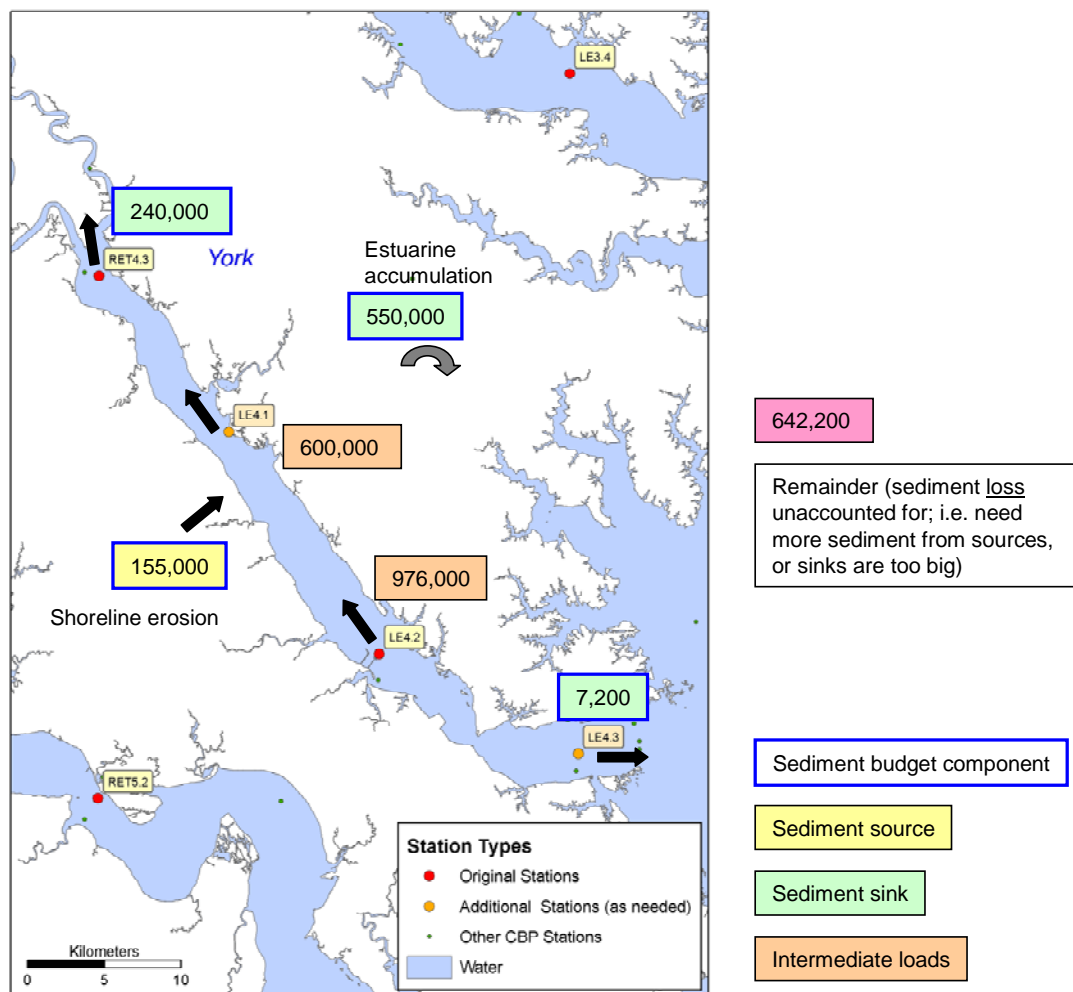 LE3.4
240,000
York
RET4.3
Estuarine
accumulation
550,000
LE4.1
600,000
642,200
Remainder (sediment loss
unaccounted for; i.e. need
more sediment from sources,
or sinks are too big)
155,000
Shoreline erosion
976,000
LE4.2
7,200
LE4.3
RET5.2
Sediment budget component
Sediment source
Sediment sink
Intermediate loads
Station Types
Original Stations
Additional Stations (as needed)
Other CBP Stations
Water
Kilometers
0 5 10